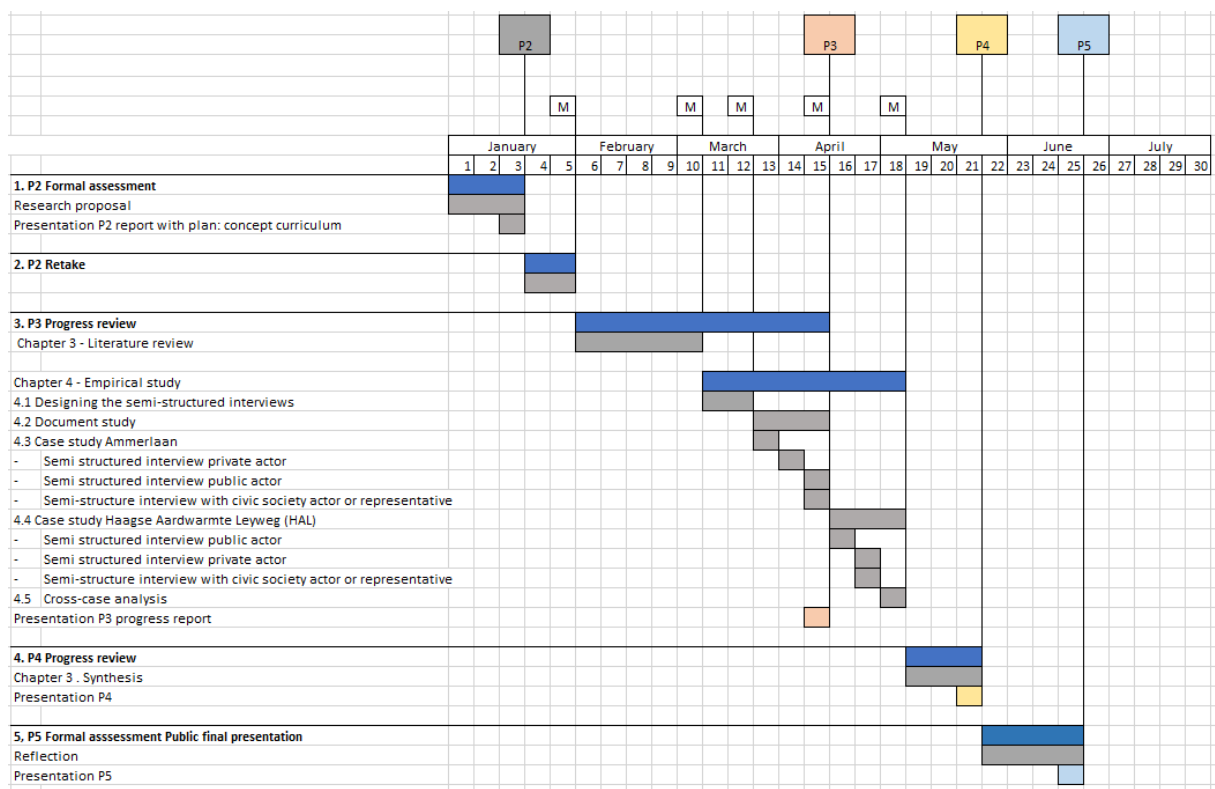 P2 P3 P4 P5
M M M M M
January February March April May June July
1 2 3 4 5 6 7 8 9 10 11 12 13 14 15 16 17 18 19 20 21 22 23 24 25 26 27 28 29 30
1. P2 Formal assessment
Research proposal
Presentation P2 report with plan: concept curriculum
2. P2 Retake
3. P3 Progress review
Chapter 3 - Literature review
Chapter 4 - Empirical study
4.1 Designing the semi-structured interviews
4.2 Document study
4.3 Case study Ammerlaan
- Semi structured interview private actor
- Semi structured interview public actor
- Semi-structure interview with civic society actor or representative
4.4 Case study Haagse Aardwarmte Leyweg (HAL)
- Semi structured interview public actor
- Semi structured interview private actor
- Semi-structure interview with civic society actor or representative
4.5 Cross-case analysis
Presentation P3 progress report
4. P4 Progress review
Chapter 3 . Synthesis
Presentation P4
5, P5 Formal asssessment Public final presentation
Reflection
Presentation P5